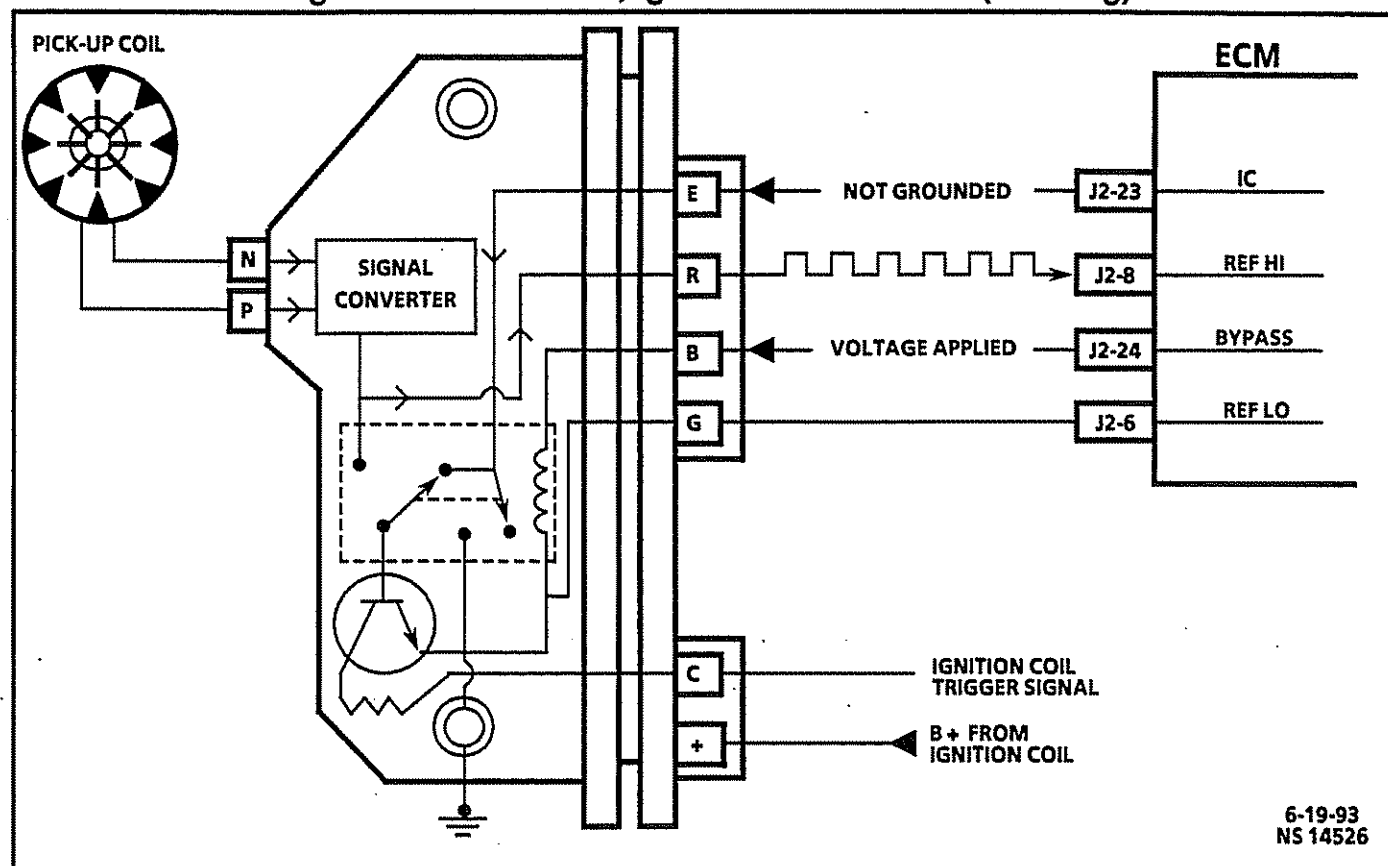 PICK-UP COIL
ECM
E
NOT GROUNDED
J2-23
IC
N
SIGNAL
CONVERTER
R
J2-8
REF HI
P
B
VOLTAGE APPLIED
J2-24
BYPASS
G
J2-6
REF LO
C
IGNITION COIL
TRIGGER SIGNAL
+
B + FROM
IGNITION COIL
6-19-93
NS 14526